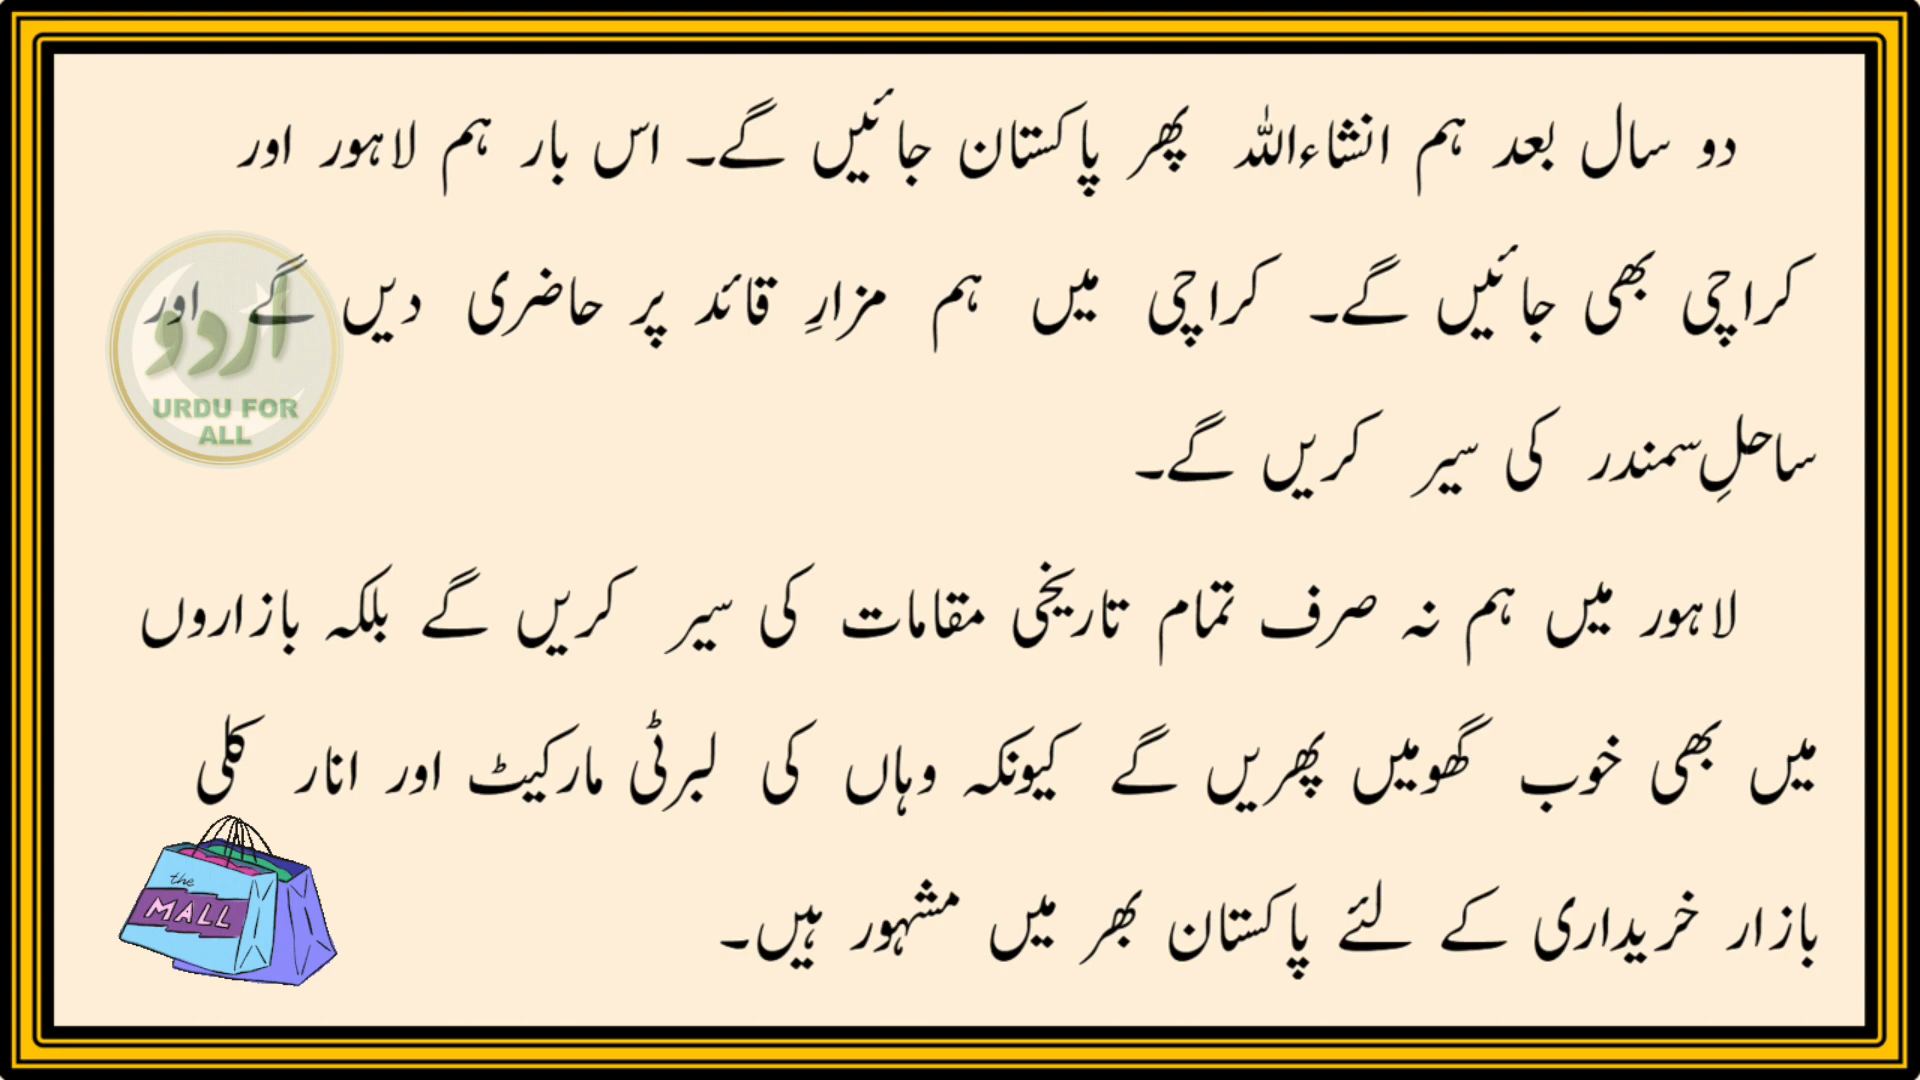 دو سال بعد ہم انشاءاللہ پھر پاکستان جائیں گے۔ اس بار ہم لاہور اور
کراچی بھی جائیں گے۔ کراچی میں ہم مزارِ قائد پر حاضری دیں گے اور
اردو
URDU FOR
ALL
ساحلِ سمندر کی سیر کریں گے۔
لاہور میں ہم نہ صرف تمام تاریخی مقامات کی سیر کریں گے بلکہ بازاروں
میں بھی خوب گھومیں پھریں گے کیونکہ وہاں کی لبرٹی مارکیٹ اور انار کلی
بازار خریداری کے لئے پاکستان بھر میں مشہور ہیں۔
the
MALL